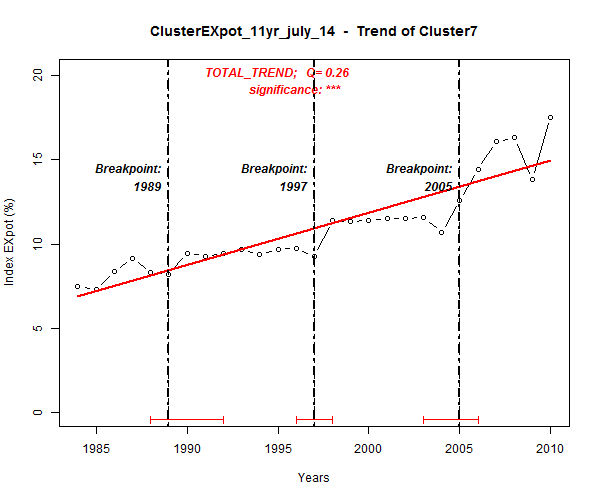 ClusterEXpot_11yr_july_14 - Trend of Cluster7
TOTAL_TREND; Q= 0.26
significance: ***
Breakpoint: 1989
Breakpoint: 1997
Breakpoint: 2005
Index EXpot (%)
20
15
10
5
0
1985 1990 1995 2000 2005 2010
Years